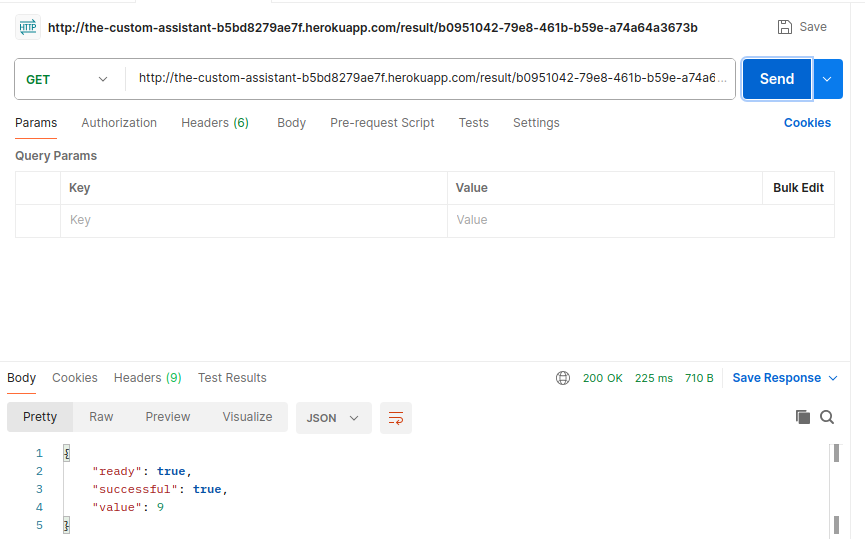 HTTP http://the-custom-assistant-b5bd8279ae7f.herokuapp.com/result/b0951042-79e8-461b-b59e-a74a64a3673b Save
GET http://the-custom-assistant-b5bd8279ae7f.herokuapp.com/result/b0951042-79e8-461b-b59e-a74a6... Send
Params Authorization Headers (6) Body Pre-request Script Tests Settings Cookies
Query Params
Key Value Bulk Edit
Key Value
Body Cookies Headers (9) Test Results 200 OK 225 ms 710 B Save Response
Pretty Raw Preview Visualize JSON
1 {
2 "ready": true,
3 "successful": true,
4 "value": 9
5 }